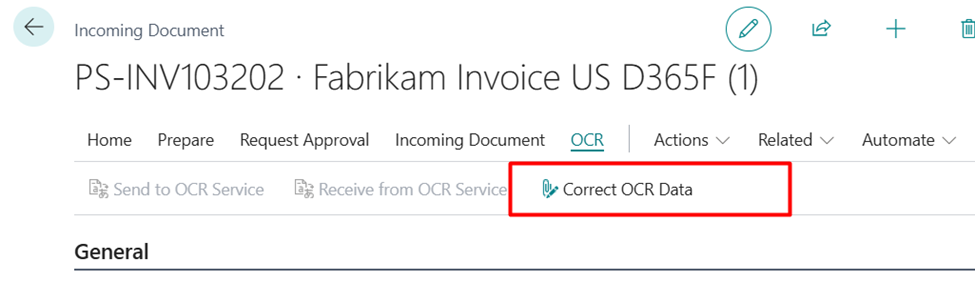 Incoming Document
PS-INV103202 · Fabrikam Invoice US D365F (1)
Home Prepare Request Approval Incoming Document OCR Actions Related Automate
Send to OCR Service Receive from OCR Service Correct OCR Data
General